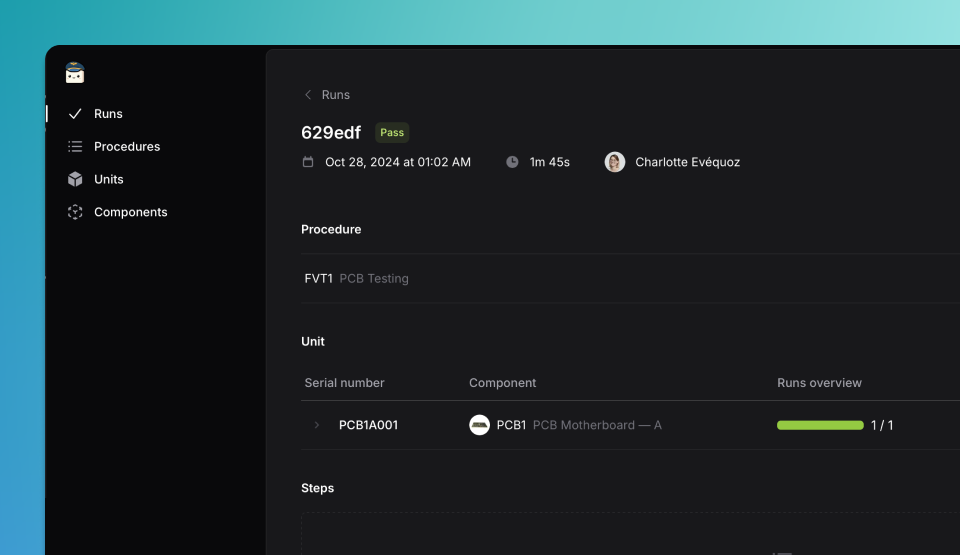 Runs
Procedures
Units
Components
Runs
629edf Pass
Oct 28, 2024 at 01:02 AM 1m 45s Charlotte Evéquoz
Procedure
FVT1 PCB Testing
Unit
Serial number Component Runs overview
PCB1A001 PCB1 PCB Motherboard — A 1 / 1
Steps